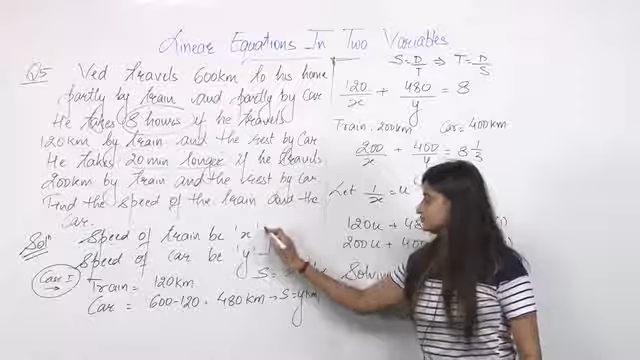 Linear Equations In Two Variables
Q5 Ved travels 600km to his home
partly by train and partly by car
He takes 8 hours if he travels
120km by train and the rest by car
He takes 20 min longer if he travels
200km by train and the rest by car.
Find the speed of the train and the
car.
Solⁿ Speed of train be 'x'
Speed of car be 'y'
Case I Train = 120km
Car = 600-120 = 480km → S=y km
S = D/T ⇒ T = D/S
120/x + 480/y = 8
Train. 200km Car = 400km
200/x + 400/y = 8 1/3
Let 1/x = u
120u + 48
200u + 40
Solving